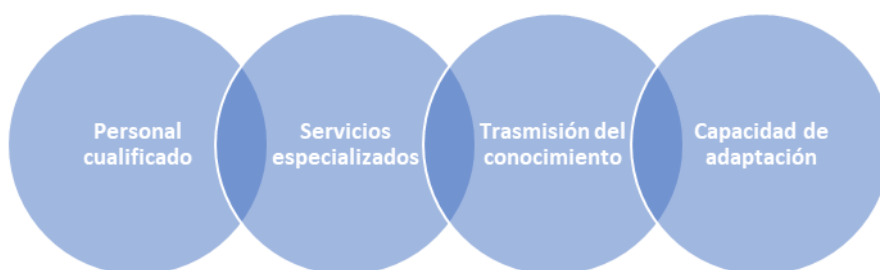 Personal
cualificado
Servicios
especializados
Trasmisión del
conocimiento
Capacidad de
adaptación